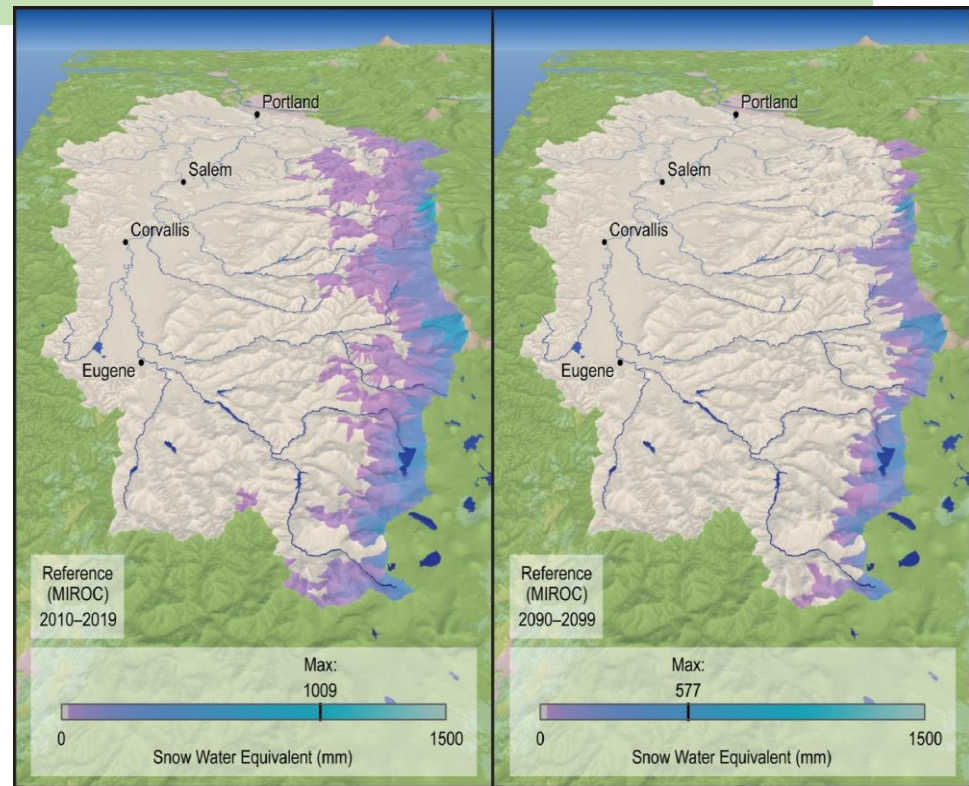 Portland
Salem
Corvallis
Eugene
Reference
(MIROC)
2010–2019
Max:
1009
0
1500
Snow Water Equivalent (mm)
Portland
Salem
Corvallis
Eugene
Reference
(MIROC)
2090–2099
Max:
577
0
1500
Snow Water Equivalent (mm)